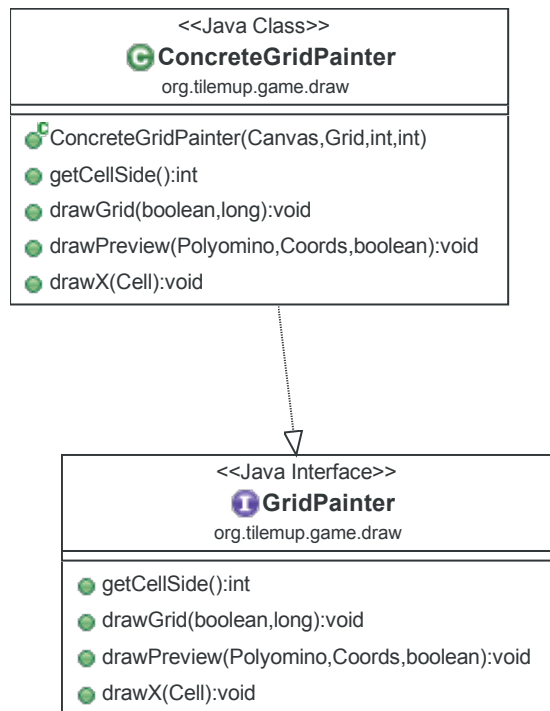 <<Java Class>>
C ConcreteGridPainter
org.tilemup.game.draw
C ConcreteGridPainter(Canvas,Grid,int,int)
getCellSide():int
drawGrid(boolean,long):void
drawPreview(Polyomino,Coords,boolean):void
drawX(Cell):void
<<Java Interface>>
I GridPainter
org.tilemup.game.draw
getCellSide():int
drawGrid(boolean,long):void
drawPreview(Polyomino,Coords,boolean):void
drawX(Cell):void